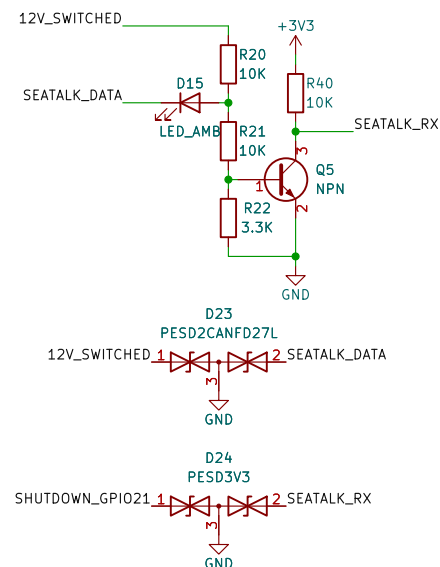 12V_SWITCHED
+3V3
R20
10K
D15
R40
10K
SEATALK_DATA
LED_AMB
R21
10K
SEATALK_RX
3
Q5
NPN
1
2
R22
3.3K
GND
D23
PESD2CANFD27L
12V_SWITCHED 1 2 SEATALK_DATA
3
GND
D24
PESD3V3
SHUTDOWN_GPIO21 1 2 SEATALK_RX
3
GND